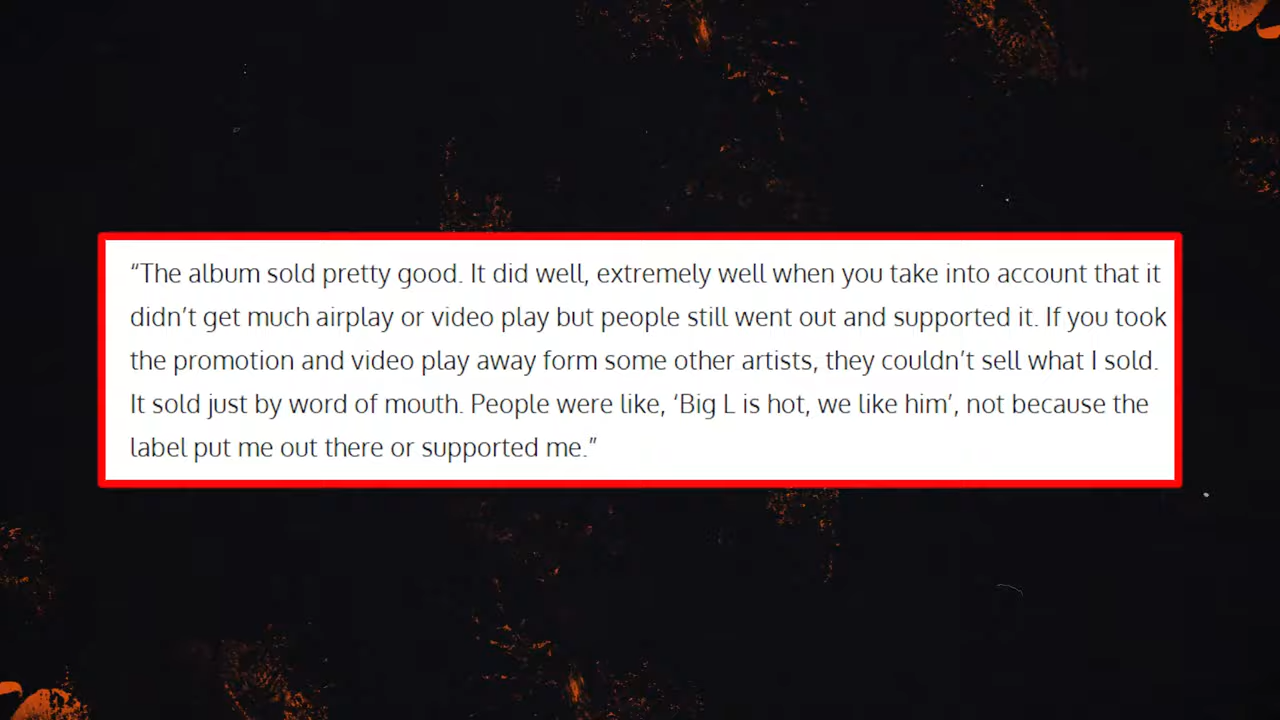 “The album sold pretty good. It did well, extremely well when you take into account that it
didn’t get much airplay or video play but people still went out and supported it. If you took
the promotion and video play away form some other artists, they couldn’t sell what I sold.
It sold just by word of mouth. People were like, ‘Big L is hot, we like him’, not because the
label put me out there or supported me.”